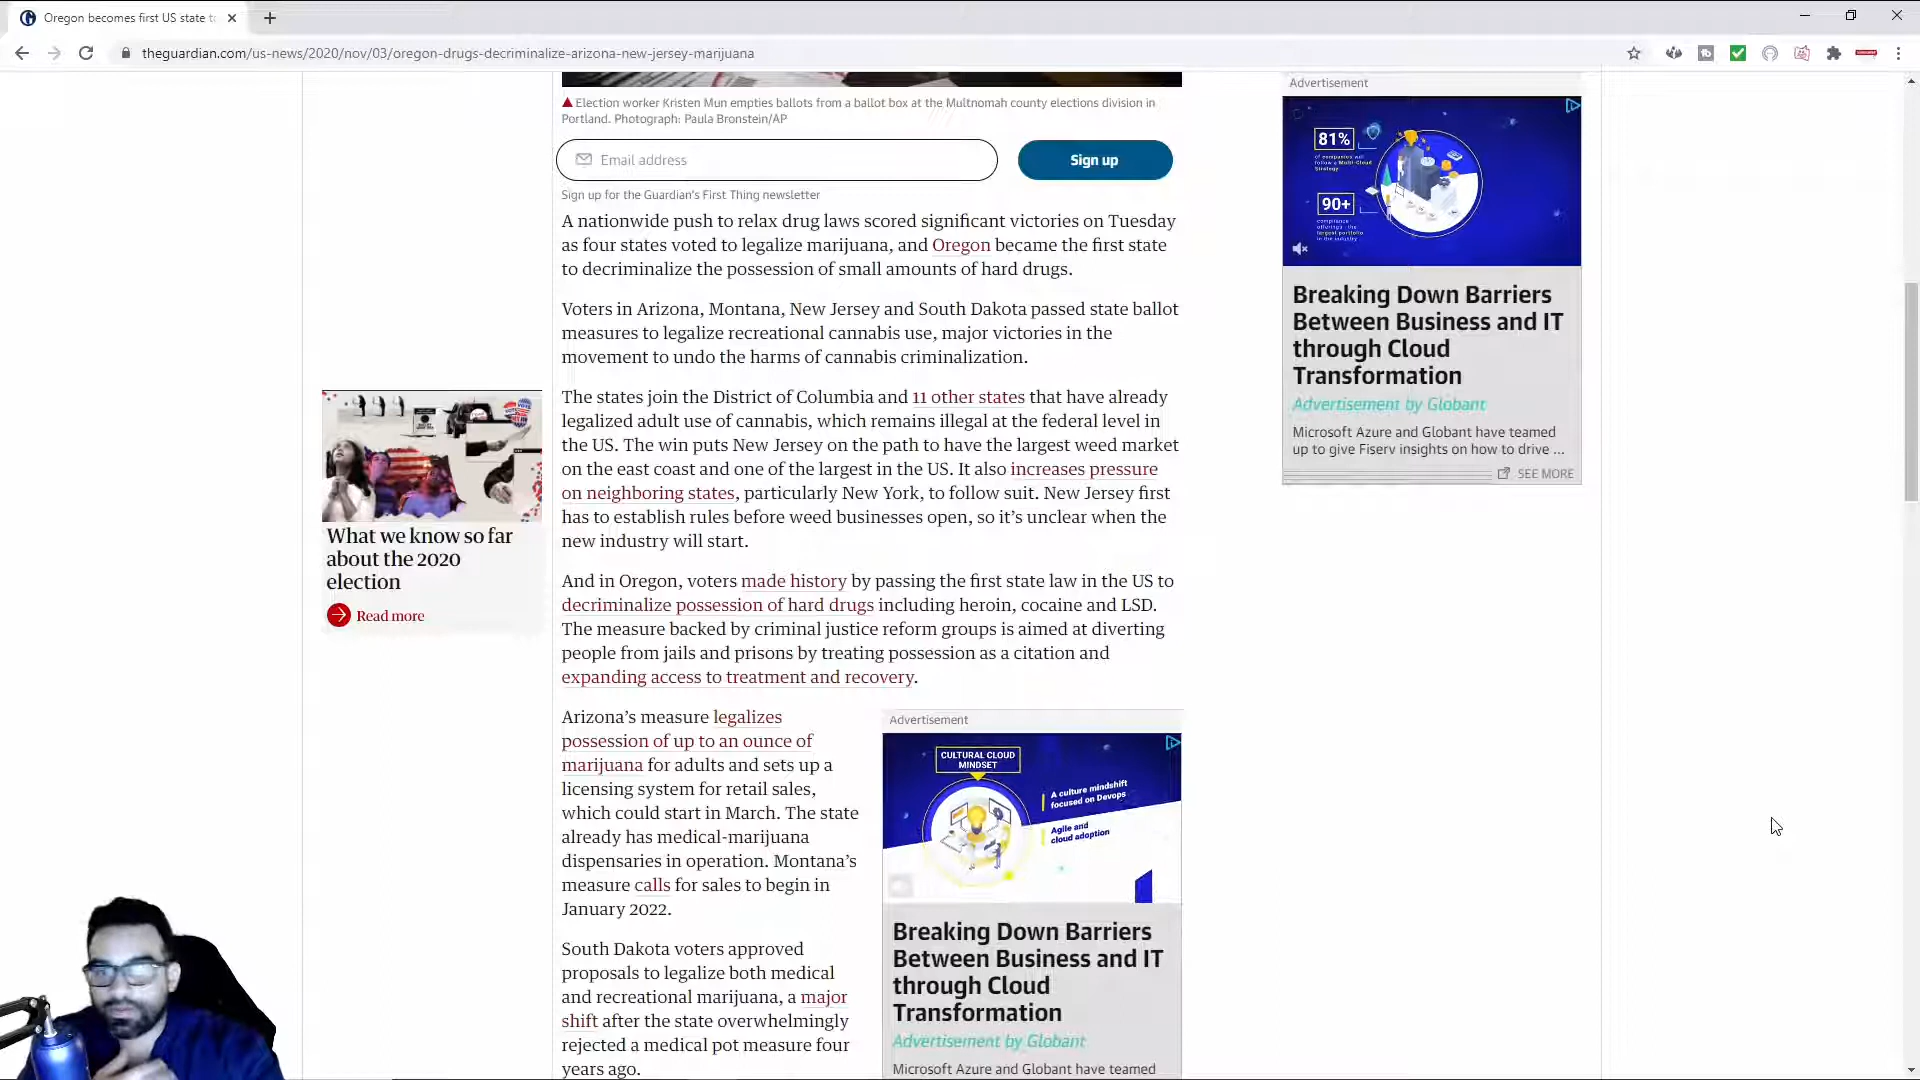 Oregon becomes first US state to
theguardian.com/us-news/2020/nov/03/oregon-drugs-decriminalize-arizona-new-jersey-marijuana
Election worker Kristen Mun empties ballots from a ballot box at the Multnomah county elections division in
Portland. Photograph: Paula Bronstein/AP
Email address
Sign up
Sign up for the Guardian's First Thing newsletter
A nationwide push to relax drug laws scored significant victories on Tuesday
as four states voted to legalize marijuana, and Oregon became the first state
to decriminalize the possession of small amounts of hard drugs.
Voters in Arizona, Montana, New Jersey and South Dakota passed state ballot
measures to legalize recreational cannabis use, major victories in the
movement to undo the harms of cannabis criminalization.
The states join the District of Columbia and 11 other states that have already
legalized adult use of cannabis, which remains illegal at the federal level in
the US. The win puts New Jersey on the path to have the largest weed market
on the east coast and one of the largest in the US. It also increases pressure
on neighboring states, particularly New York, to follow suit. New Jersey first
has to establish rules before weed businesses open, so it's unclear when the
new industry will start.
And in Oregon, voters made history by passing the first state law in the US to
decriminalize possession of hard drugs including heroin, cocaine and LSD.
The measure backed by criminal justice reform groups is aimed at diverting
people from jails and prisons by treating possession as a citation and
expanding access to treatment and recovery.
Arizona's measure legalizes
possession of up to an ounce of
marijuana for adults and sets up a
licensing system for retail sales,
which could start in March. The state
already has medical-marijuana
dispensaries in operation. Montana's
measure calls for sales to begin in
January 2022.
South Dakota voters approved
proposals to legalize both medical
and recreational marijuana, a major
shift after the state overwhelmingly
rejected a medical pot measure four
years ago.
What we know so far
about the 2020
election
Read more
Advertisement
CULTURAL CLOUD
MINDSET
A culture mindshift
focused on Devops
Agile and
cloud adoption
Breaking Down Barriers
Between Business and IT
through Cloud
Transformation
Advertisement by Globant
Microsoft Azure and Globant have teamed
Advertisement
81%
of companies will
follow a Multi-Cloud
Strategy
90+
compliance
offerings - the
largest portfolio
in the industry
Breaking Down Barriers
Between Business and IT
through Cloud
Transformation
Advertisement by Globant
Microsoft Azure and Globant have teamed
up to give Fiserv insights on how to drive ...
SEE MORE